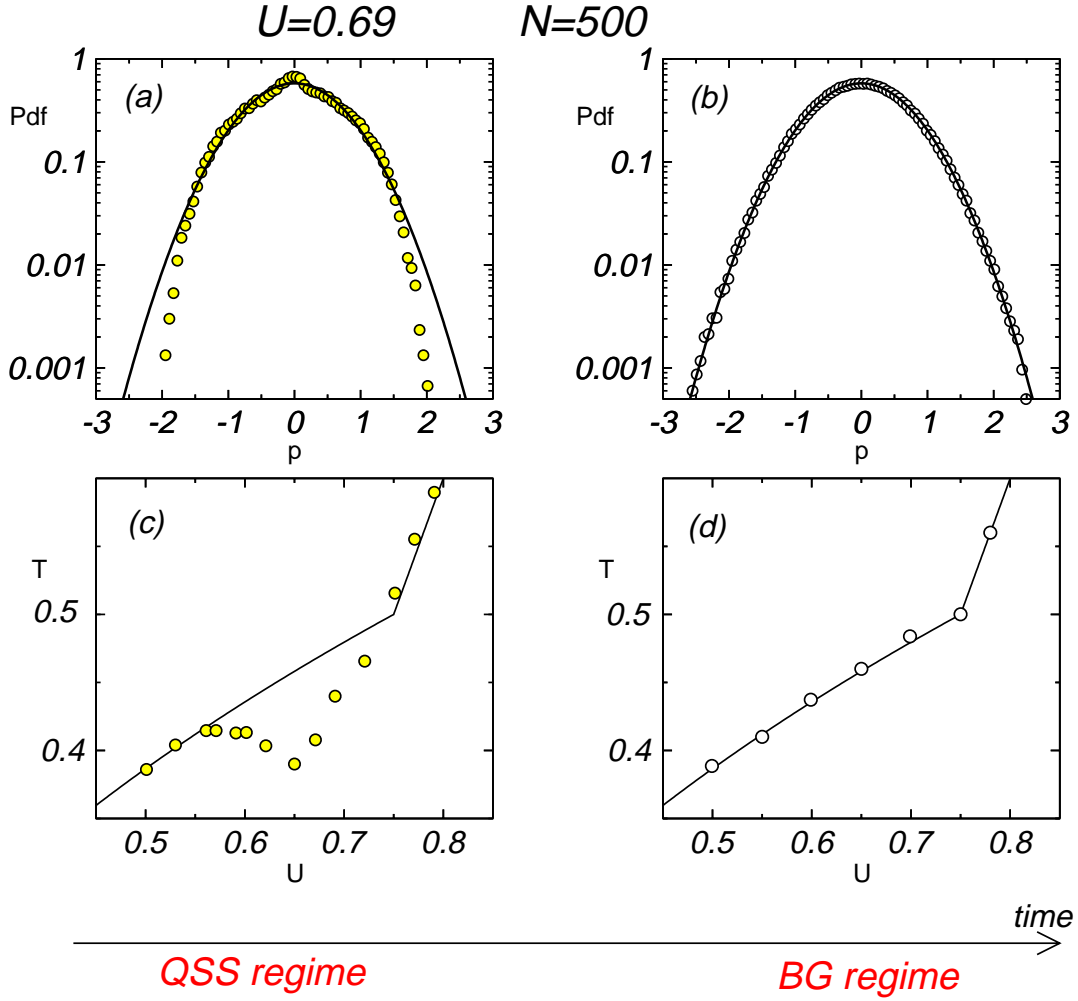 U=0.69 N=500
(a) (b)
Pdf Pdf
1 1
0.1 0.1
0.01 0.01
0.001 0.001
-3 -2 -1 0 1 2 3 -3 -2 -1 0 1 2 3
p p
(c) (d)
T T
0.5 0.5
0.4 0.4
0.5 0.6 0.7 0.8 0.5 0.6 0.7 0.8
U U
time
QSS regime BG regime